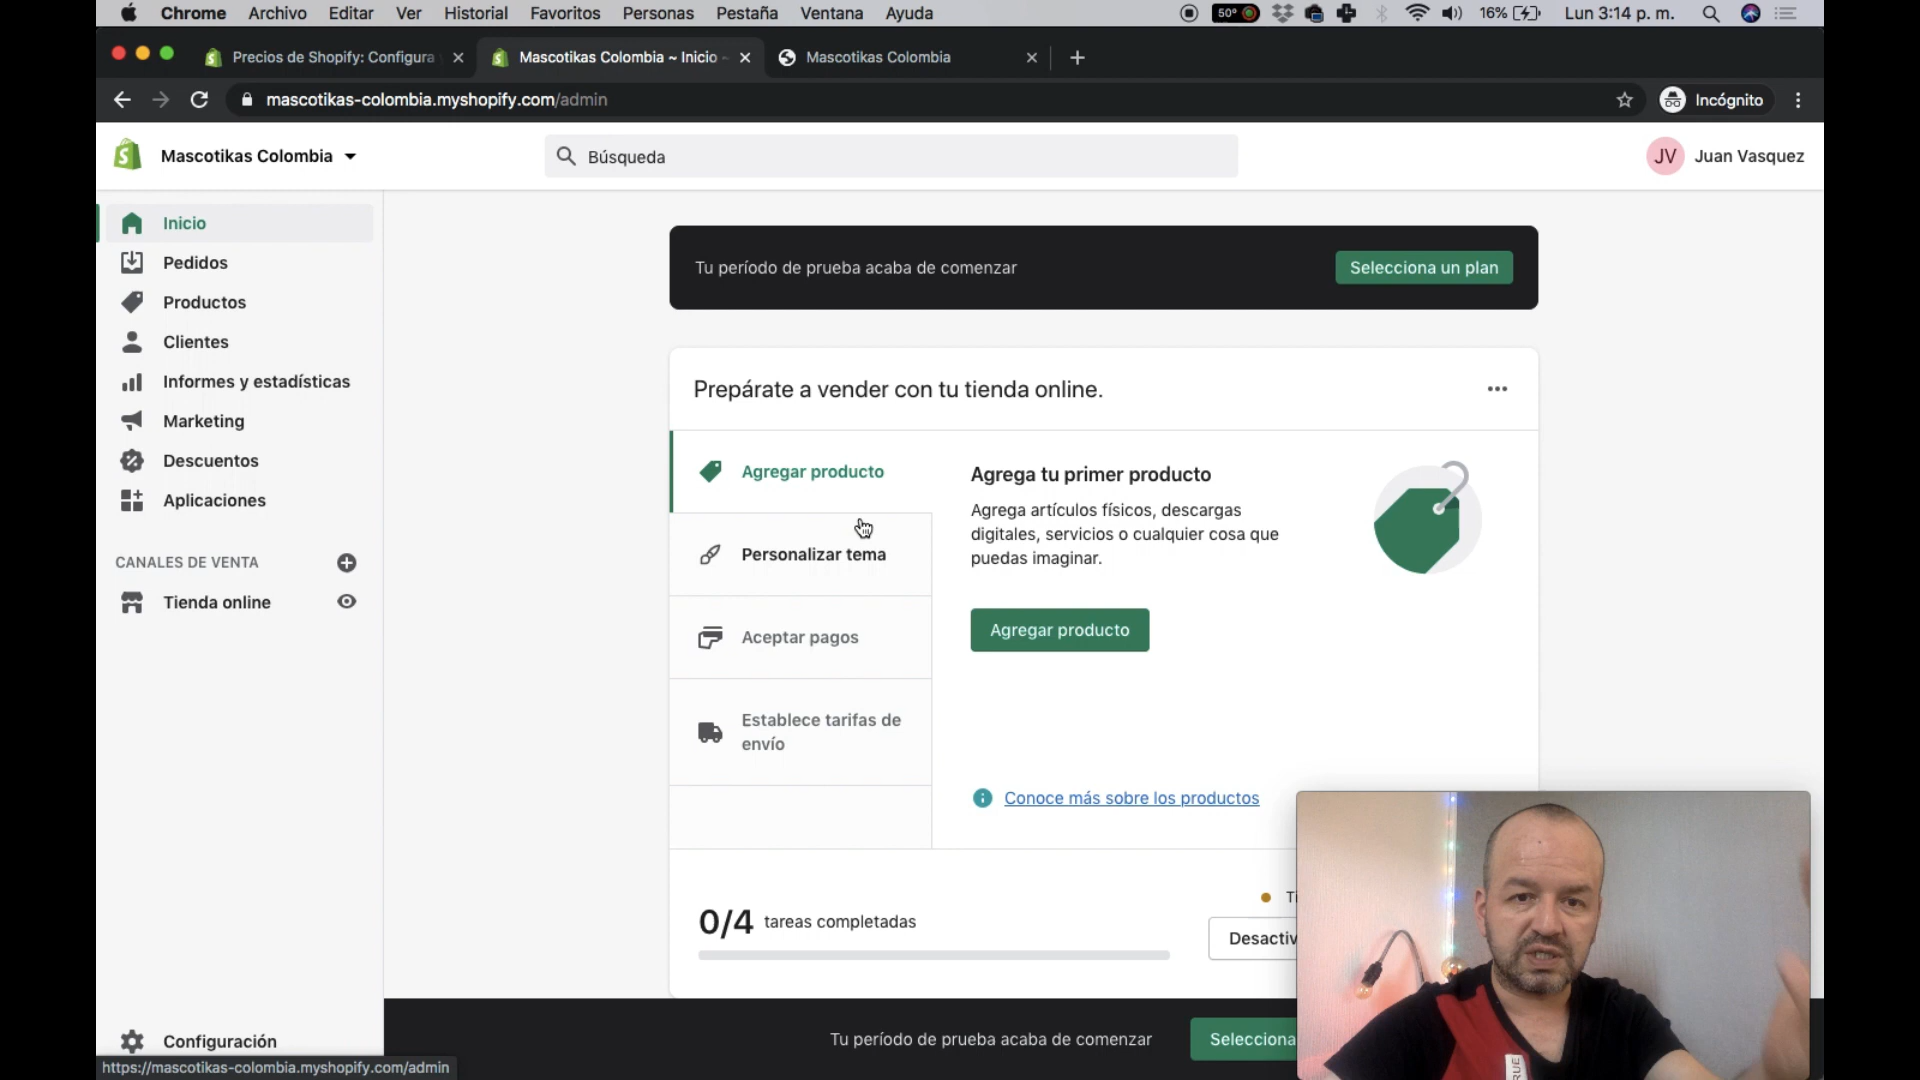 Chrome Archivo Editar Ver Historial Favoritos Personas Pestaña Ventana Ayuda 50° 16% Lun 3:14 p. m.
Precios de Shopify: Configura Mascotikas Colombia ~ Inicio ~ Mascotikas Colombia
mascotikas-colombia.myshopify.com/admin Incógnito
Mascotikas Colombia Búsqueda JV Juan Vasquez
Inicio
Pedidos
Productos
Clientes
Informes y estadísticas
Marketing
Descuentos
Aplicaciones
CANALES DE VENTA
Tienda online
Configuración
https://mascotikas-colombia.myshopify.com/admin
Tu período de prueba acaba de comenzar Selecciona un plan
Prepárate a vender con tu tienda online.
Agregar producto
Personalizar tema
Aceptar pagos
Establece tarifas de
envío
Agrega tu primer producto
Agrega artículos físicos, descargas
digitales, servicios o cualquier cosa que
puedas imaginar.
Agregar producto
Conoce más sobre los productos
0/4 tareas completadas
Ti
Desactiv
Tu período de prueba acaba de comenzar Selecciona
RUE